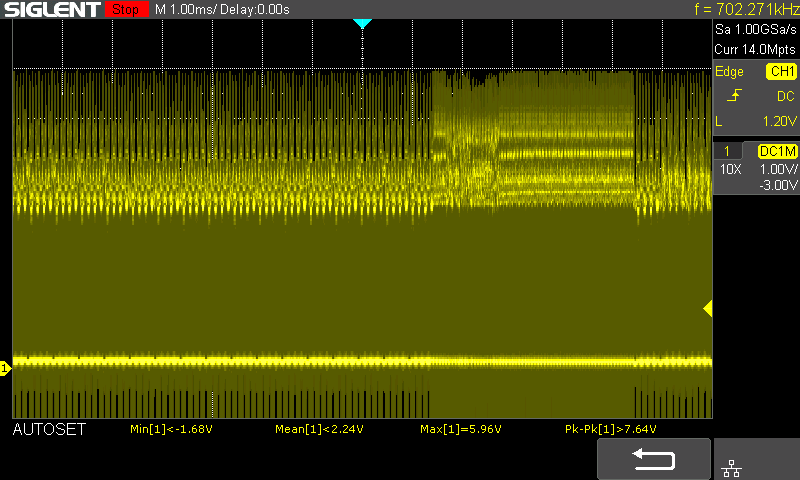 SIGLENT Stop M 1.00ms/ Delay:0.00s f = 702.271kHz
Sa 1.00GSa/s
Curr 14.0Mpts
Edge CH1
DC
L 1.20V
1 DC1M
10X 1.00V/
-3.00V
1
AUTOSET Min[1]<-1.68V Mean[1]<2.24V Max[1]=5.96V Pk-Pk[1]>7.64V